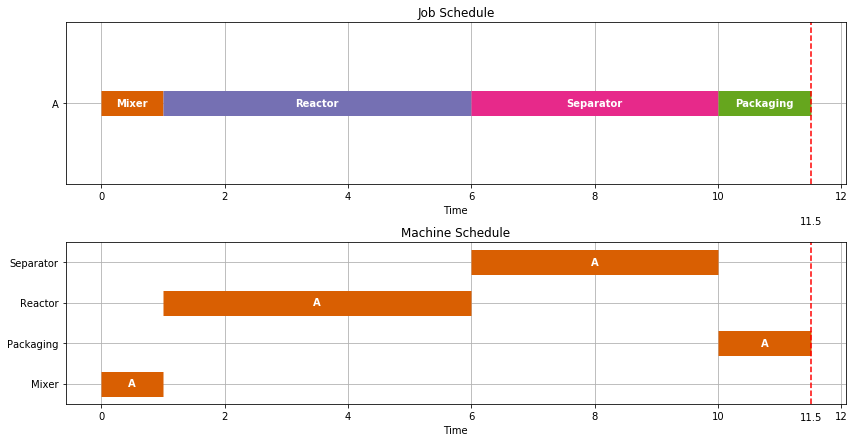 Job Schedule
A
Mixer Reactor Separator Packaging
0 2 4 6 8 10 12
Time
11.5
Machine Schedule
Separator A
Reactor A
Packaging A
Mixer A
0 2 4 6 8 10 11.5 12
Time